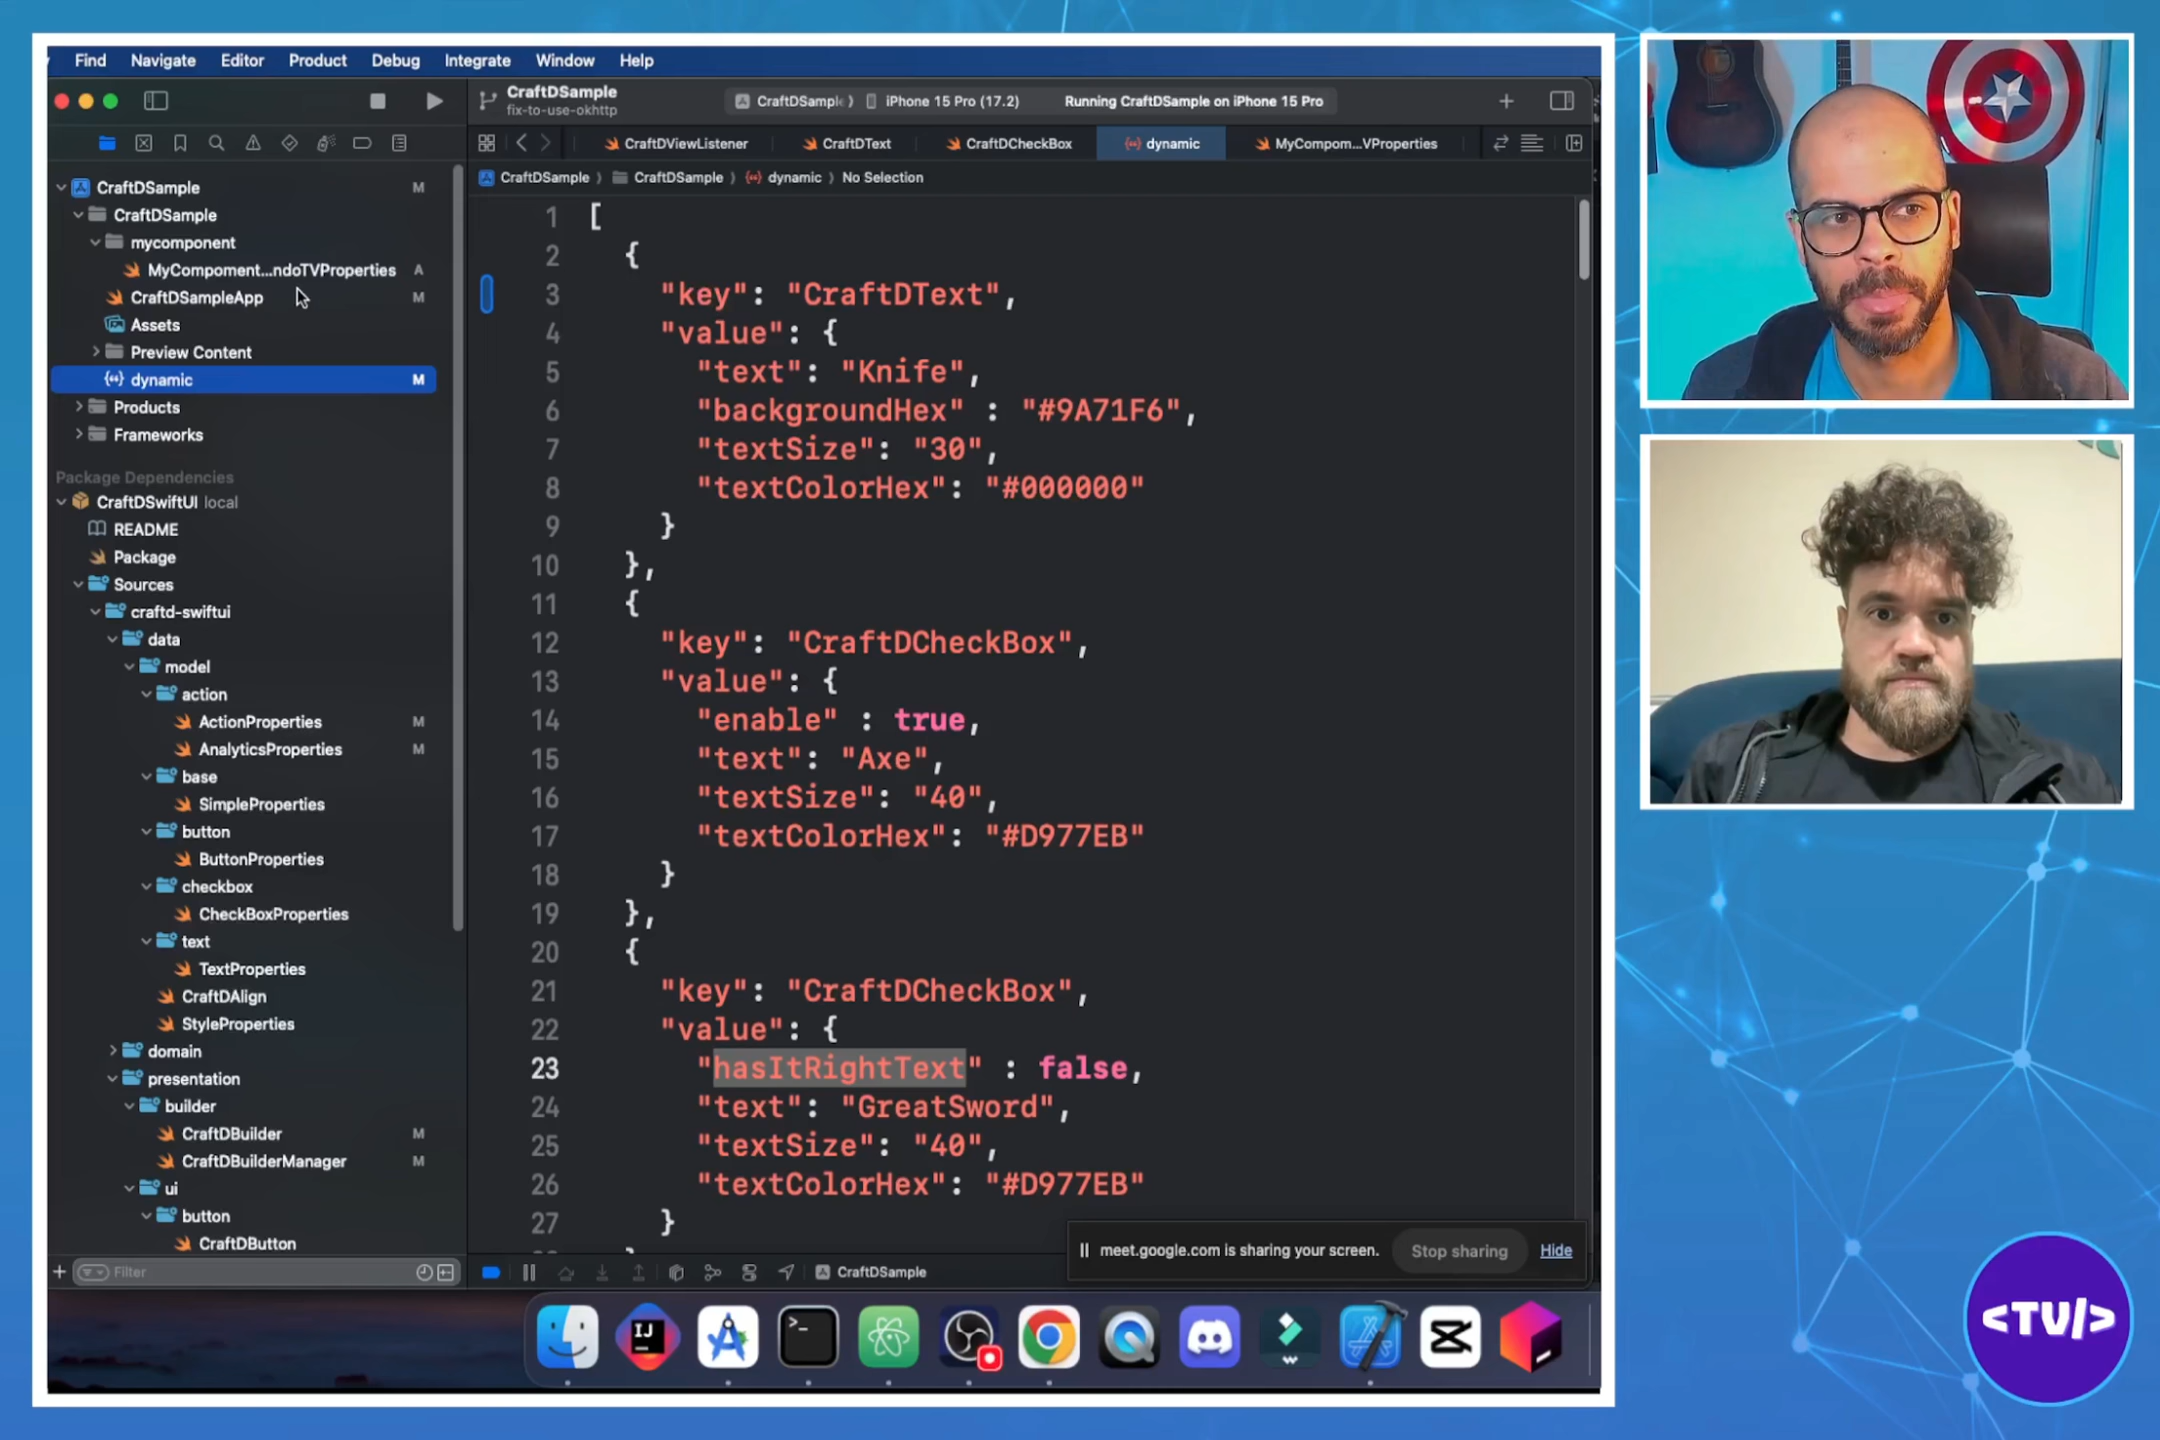 Find Navigate Editor Product Debug Integrate Window Help
CraftDSample
fix-to-use-okhttp
CraftDSampl iPhone 15 Pro (17.2) Running CraftDSample on iPhone 15 Pro
CraftDViewListener CraftDText CraftDCheckBox dynamic MyCompom...VProperties
CraftDSample CraftDSample dynamic No Selection
CraftDSample M
CraftDSample
mycomponent
MyCompoment...ndoTVProperties A
CraftDSampleApp M
Assets
Preview Content
dynamic M
Products
Frameworks
Package Dependencies
CraftDSwiftUI local
README
Package
Sources
craftd-swiftui
data
model
action
ActionProperties M
AnalyticsProperties M
base
SimpleProperties
button
ButtonProperties
checkbox
CheckBoxProperties
text
TextProperties
CraftDAlign
StyleProperties
domain
presentation
builder
CraftDBuilder M
CraftDBuilderManager M
ui
button
CraftDButton
Filter
1 [
2 {
3 "key": "CraftDText",
4 "value": {
5 "text": "Knife",
6 "backgroundHex" : "#9A71F6",
7 "textSize": "30",
8 "textColorHex": "#000000"
9 }
10 },
11 {
12 "key": "CraftDCheckBox",
13 "value": {
14 "enable" : true,
15 "text": "Axe",
16 "textSize": "40",
17 "textColorHex": "#D977EB"
18 }
19 },
20 {
21 "key": "CraftDCheckBox",
22 "value": {
23 "hasItRightText" : false,
24 "text": "GreatSword",
25 "textSize": "40",
26 "textColorHex": "#D977EB"
27 }
meet.google.com is sharing your screen. Stop sharing Hide
CraftDSample
IJ
<TV/>